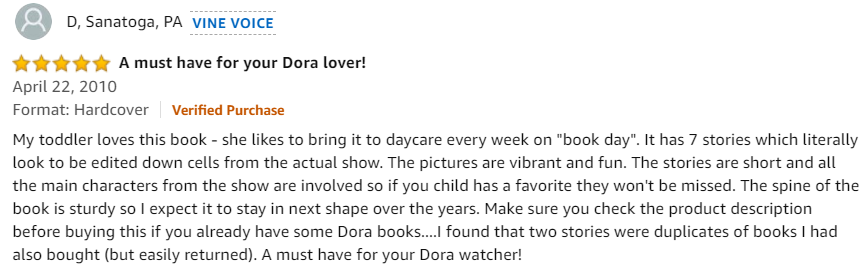 D, Sanatoga, PA VINE VOICE
A must have for your Dora lover!
April 22, 2010
Format: Hardcover Verified Purchase
My toddler loves this book - she likes to bring it to daycare every week on "book day". It has 7 stories which literally
look to be edited down cells from the actual show. The pictures are vibrant and fun. The stories are short and all
the main characters from the show are involved so if you child has a favorite they won't be missed. The spine of the
book is sturdy so I expect it to stay in next shape over the years. Make sure you check the product description
before buying this if you already have some Dora books....I found that two stories were duplicates of books I had
also bought (but easily returned). A must have for your Dora watcher!